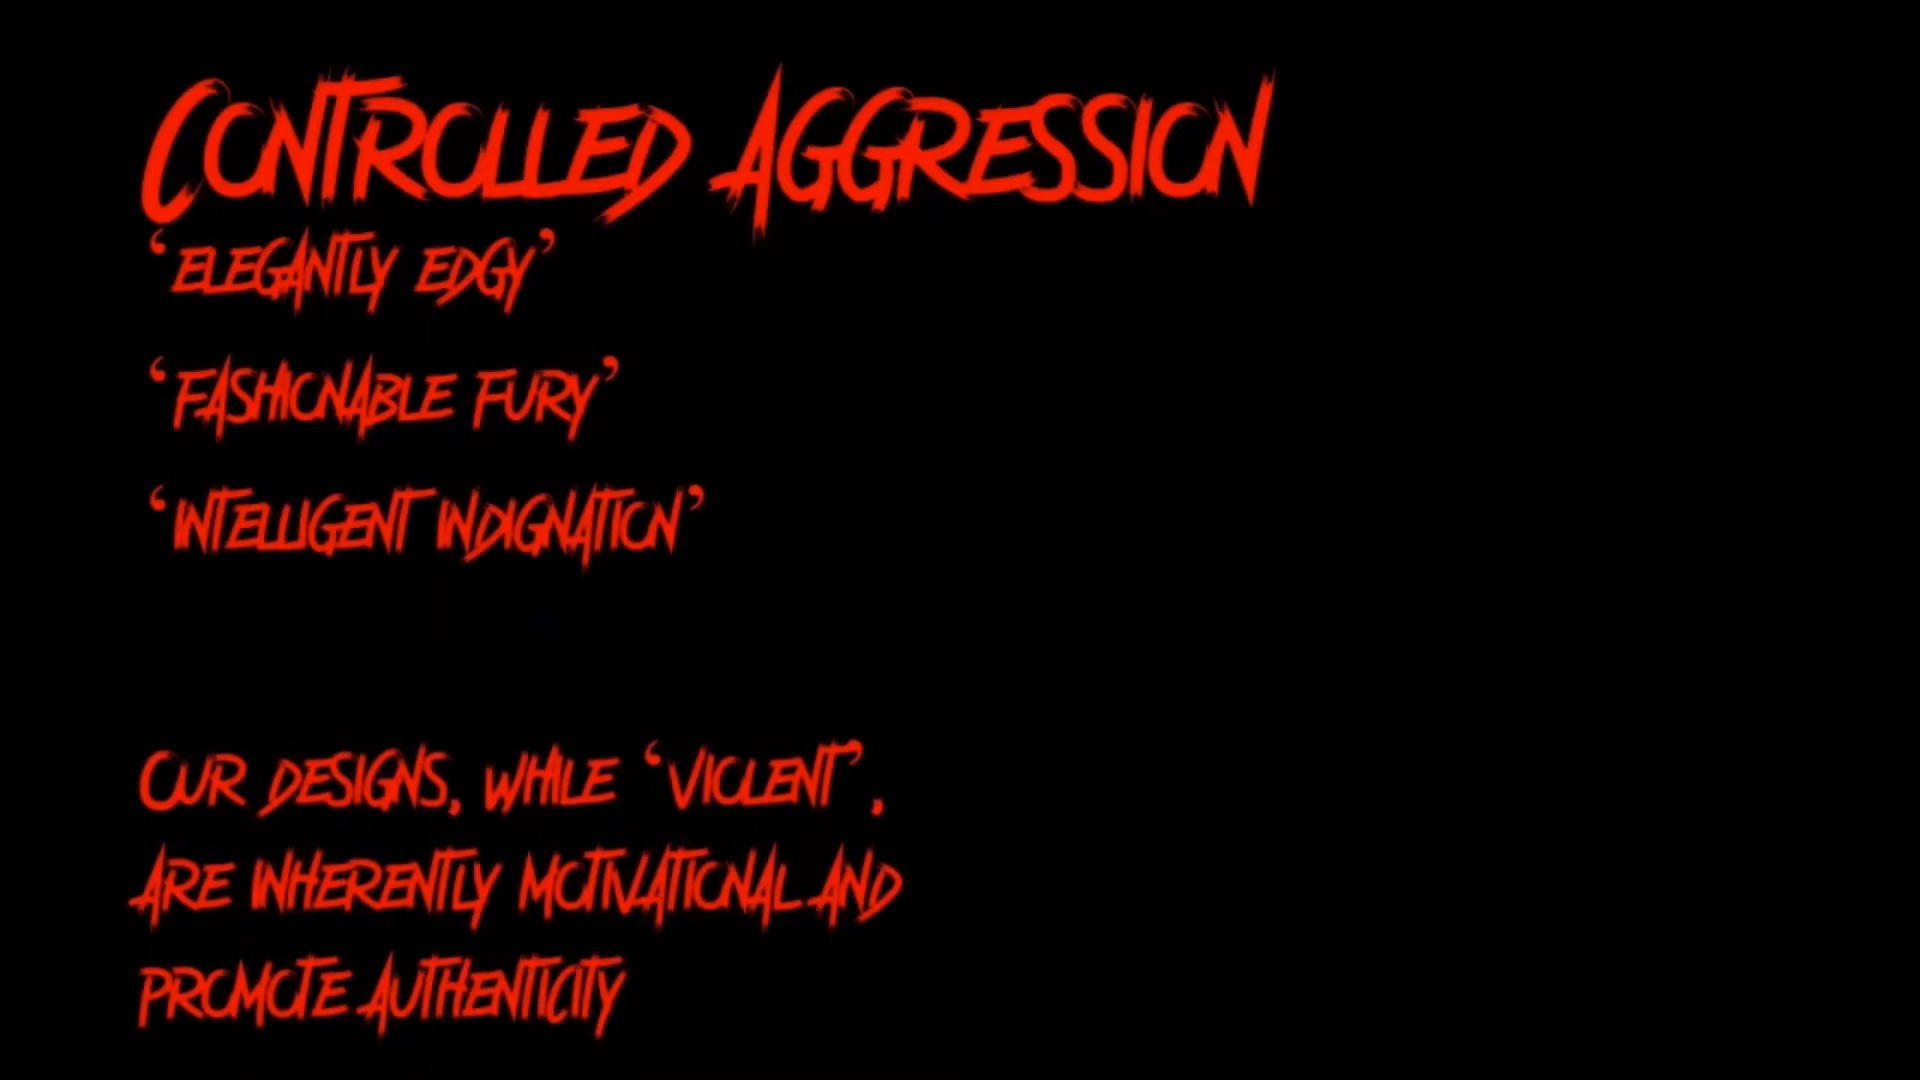 Controlled Aggression
‘elegantly edgy’
‘Fashionable Fury’
‘Intelligent Indignation’
Our designs, while ‘violent’,
are inherently motivational and
promote authenticity